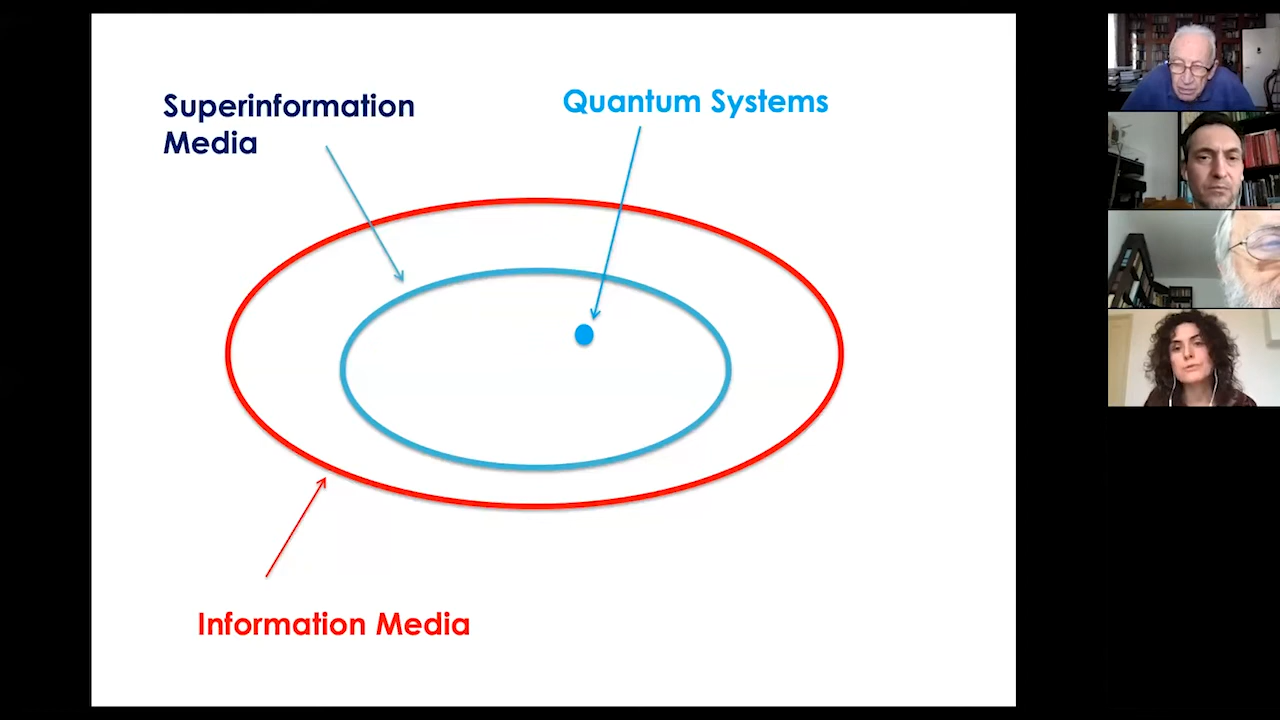 Superinformation
Media
Quantum Systems
Information Media